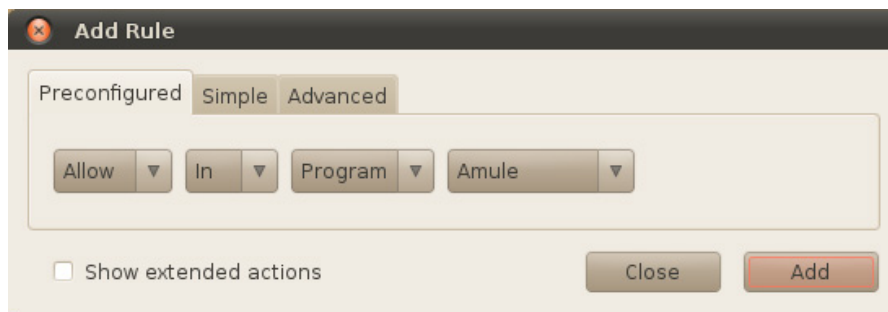 Add Rule
Preconfigured Simple Advanced
Allow In Program Amule
Show extended actions Close Add